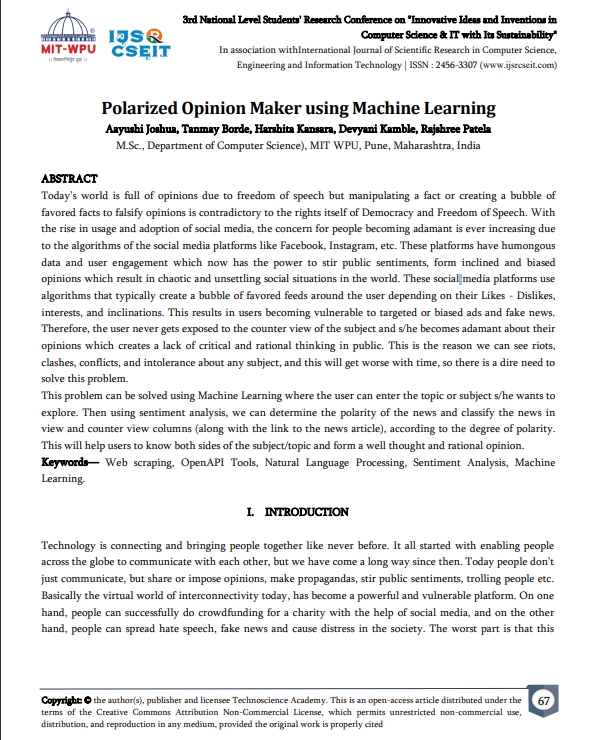 3rd National Level Students' Research Conference on "Innovative Ideas and Inventions in
Computer Science & IT with Its Sustainability"
In association withInternational Journal of Scientific Research in Computer Science,
Engineering and Information Technology | ISSN : 2456-3307 (www.ijsrcseit.com)
MIT-WPU
IJSR
CSEIT
Polarized Opinion Maker using Machine Learning
Aayushi Joshua, Tanmay Borde, Harshita Kansara, Devyani Kamble, Rajshree Patela
M.Sc., Department of Computer Science), MIT WPU, Pune, Maharashtra, India
ABSTRACT
Today's world is full of opinions due to freedom of speech but manipulating a fact or creating a bubble of
favored facts to falsify opinions is contradictory to the rights itself of Democracy and Freedom of Speech. With
the rise in usage and adoption of social media, the concern for people becoming adamant is ever increasing due
to the algorithms of the social media platforms like Facebook, Instagram, etc. These platforms have humongous
data and user engagement which now has the power to stir public sentiments, form inclined and biased
opinions which result in chaotic and unsettling social situations in the world. These social media platforms use
algorithms that typically create a bubble of favored feeds around the user depending on their Likes - Dislikes,
interests, and inclinations. This results in users becoming vulnerable to targeted or biased ads and fake news.
Therefore, the user never gets exposed to the counter view of the subject and s/he becomes adamant about their
opinions which creates a lack of critical and rational thinking in public. This is the reason we can see riots,
clashes, conflicts, and intolerance about any subject, and this will get worse with time, so there is a dire need to
solve this problem.
This problem can be solved using Machine Learning where the user can enter the topic or subject s/he wants to
explore. Then using sentiment analysis, we can determine the polarity of the news and classify the news in
view and counter view columns (along with the link to the news article), according to the degree of polarity.
This will help users to know both sides of the subject/topic and form a well thought and rational opinion.
Keywords— Web scraping, OpenAPI Tools, Natural Language Processing, Sentiment Analysis, Machine
Learning.
I. INTRODUCTION
Technology is connecting and bringing people together like never before. It all started with enabling people
across the globe to communicate with each other, but we have come a long way since then. Today people don't
just communicate, but share or impose opinions, make propagandas, stir public sentiments, trolling people etc.
Basically the virtual world of interconnectivity today, has become a powerful and vulnerable platform. On one
hand, people can successfully do crowdfunding for a charity with the help of social media, and on the other
hand, people can spread hate speech, fake news and cause distress in the society. The worst part is that this
Copyright: © the author(s), publisher and licensee Technoscience Academy. This is an open-access article distributed under the
terms of the Creative Commons Attribution Non-Commercial License, which permits unrestricted non-commercial use,
distribution, and reproduction in any medium, provided the original work is properly cited
67